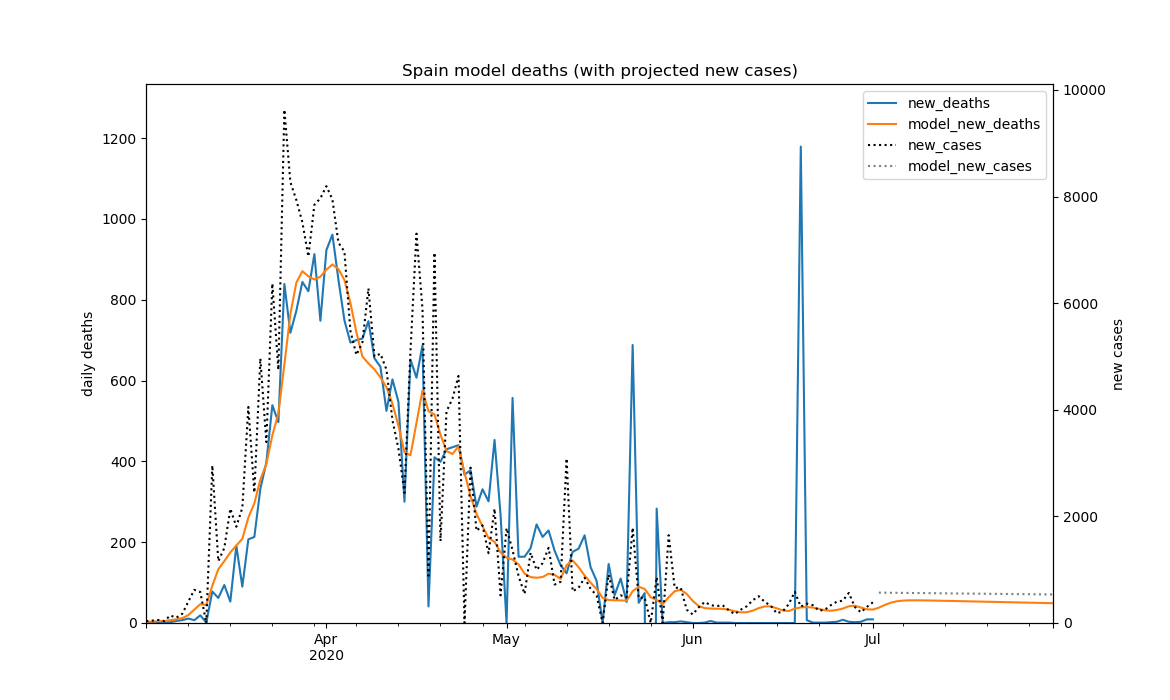 Spain model deaths (with projected new cases)
new_deaths
model_new_deaths
new_cases
model_new_cases
daily deaths
1200
1000
800
600
400
200
0
new cases
10000
8000
6000
4000
2000
0
Apr
2020
May
Jun
Jul